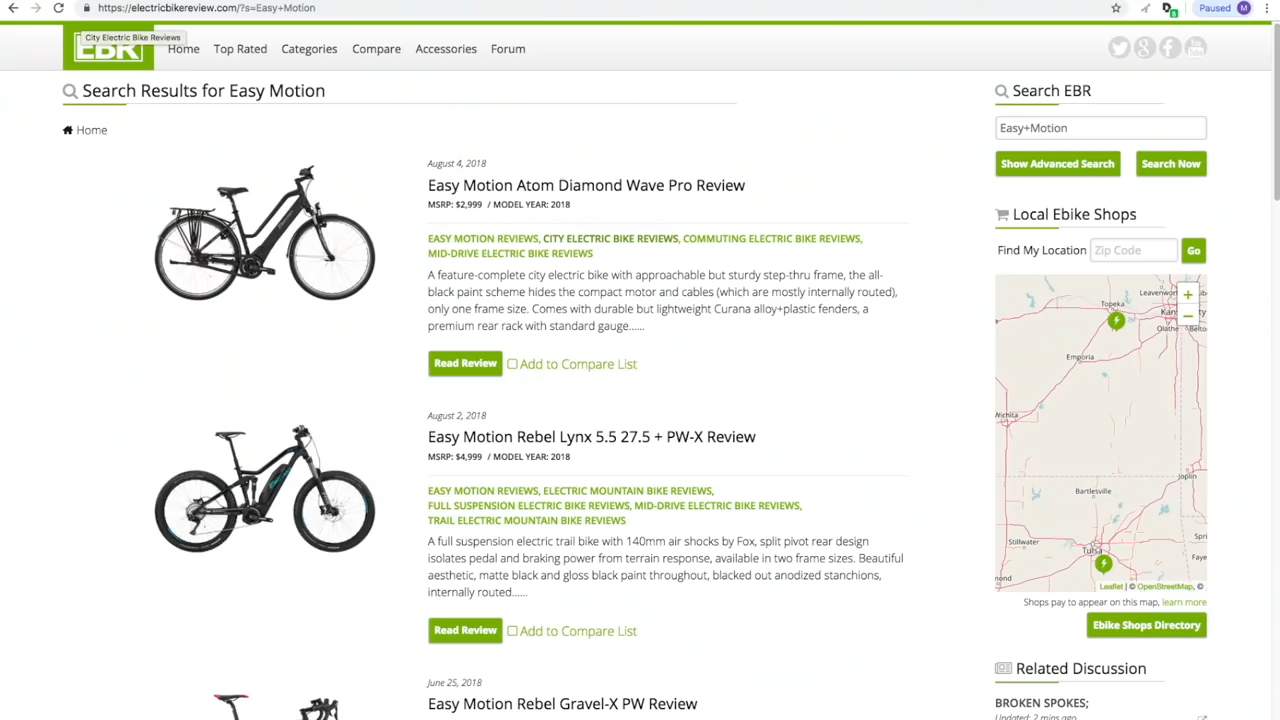 https://electricbikereview.com/?s=Easy+Motion
Paused M
City Electric Bike Reviews
EBR
Home Top Rated Categories Compare Accessories Forum
Search Results for Easy Motion
Home
August 4, 2018
Easy Motion Atom Diamond Wave Pro Review
MSRP: $2,999 / MODEL YEAR: 2018
EASY MOTION REVIEWS, CITY ELECTRIC BIKE REVIEWS, COMMUTING ELECTRIC BIKE REVIEWS,
MID-DRIVE ELECTRIC BIKE REVIEWS
A feature-complete city electric bike with approachable but sturdy step-thru frame, the all-
black paint scheme hides the compact motor and cables (which are mostly internally routed),
only one frame size. Comes with durable but lightweight Curana alloy+plastic fenders, a
premium rear rack with standard gauge......
Read Review Add to Compare List
August 2, 2018
Easy Motion Rebel Lynx 5.5 27.5 + PW-X Review
MSRP: $4,999 / MODEL YEAR: 2018
EASY MOTION REVIEWS, ELECTRIC MOUNTAIN BIKE REVIEWS,
FULL SUSPENSION ELECTRIC BIKE REVIEWS, MID-DRIVE ELECTRIC BIKE REVIEWS,
TRAIL ELECTRIC MOUNTAIN BIKE REVIEWS
A full suspension electric trail bike with 140mm air shocks by Fox, split pivot rear design
isolates pedal and braking power from terrain response, available in two frame sizes. Beautiful
aesthetic, matte black and gloss black paint throughout, blacked out anodized stanchions,
internally routed......
Read Review Add to Compare List
June 25, 2018
Easy Motion Rebel Gravel-X PW Review
Search EBR
Easy+Motion
Show Advanced Search Search Now
Local Ebike Shops
Find My Location Zip Code Go
+
−
Leavenwor
Topeka
Kansas
Olathe
Belto
Emporia
Wichita
Joplin
Bartlesville
Stillwater
Spri
Tulsa
Faye
mond
Leaflet | © OpenStreetMap, ©
Shops pay to appear on this map, learn more
Ebike Shops Directory
Related Discussion
BROKEN SPOKES;
Updated: 2 mins ago